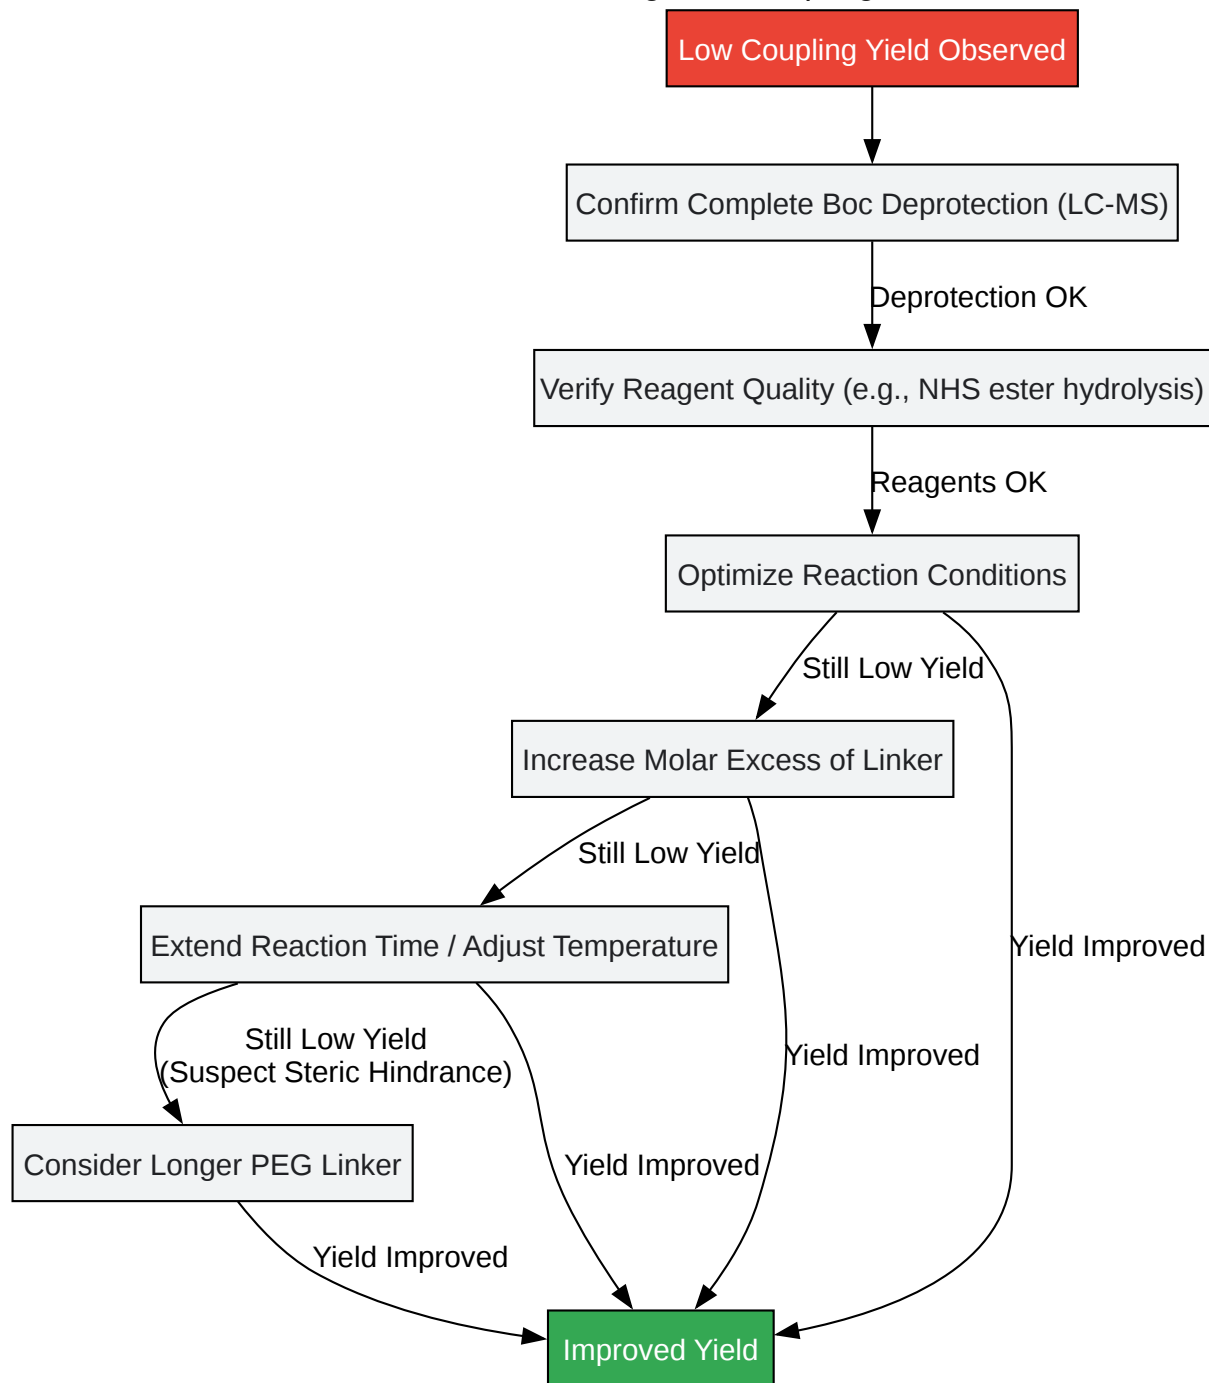 Low Coupling Yield Observed
Confirm Complete Boc Deprotection (LC-MS)
Deprotection OK
Verify Reagent Quality (e.g., NHS ester hydrolysis)
Reagents OK
Optimize Reaction Conditions
Still Low Yield
Increase Molar Excess of Linker
Still Low Yield
Extend Reaction Time / Adjust Temperature
Yield Improved
Still Low Yield
(Suspect Steric Hindrance)
Yield Improved
Consider Longer PEG Linker
Yield Improved
Yield Improved
Improved Yield